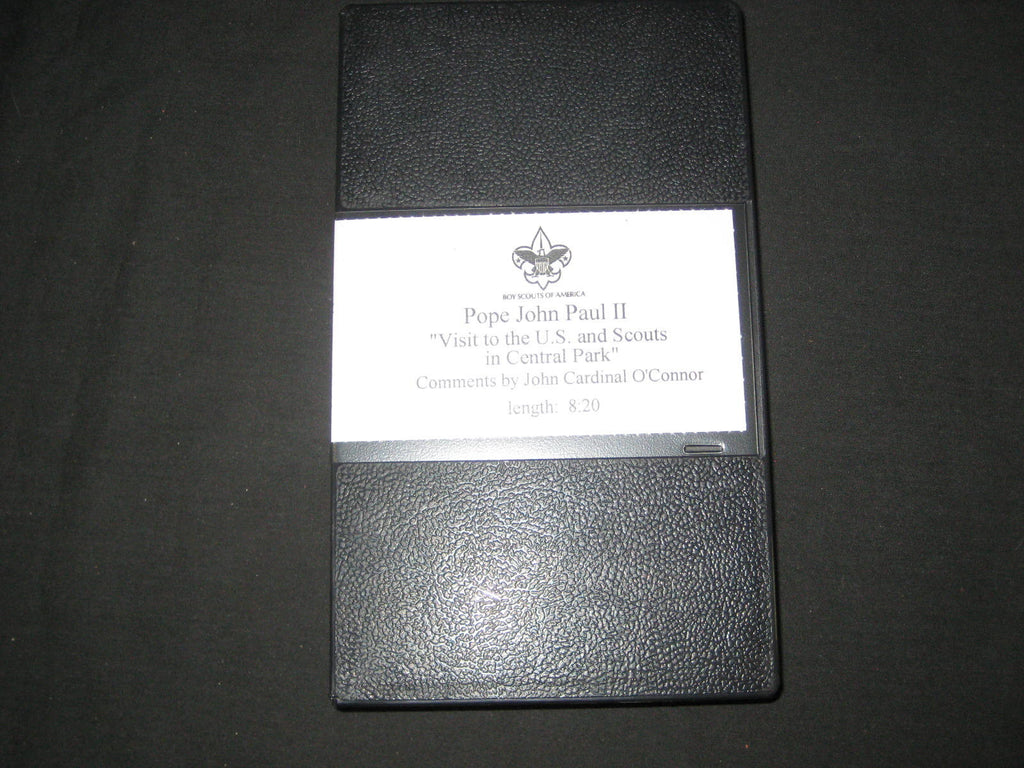 BOY SCOUTS OF AMERICA
Pope John Paul II
"Visit to the U.S. and Scouts
in Central Park"
Comments by John Cardinal O'Connor
length: 8:20